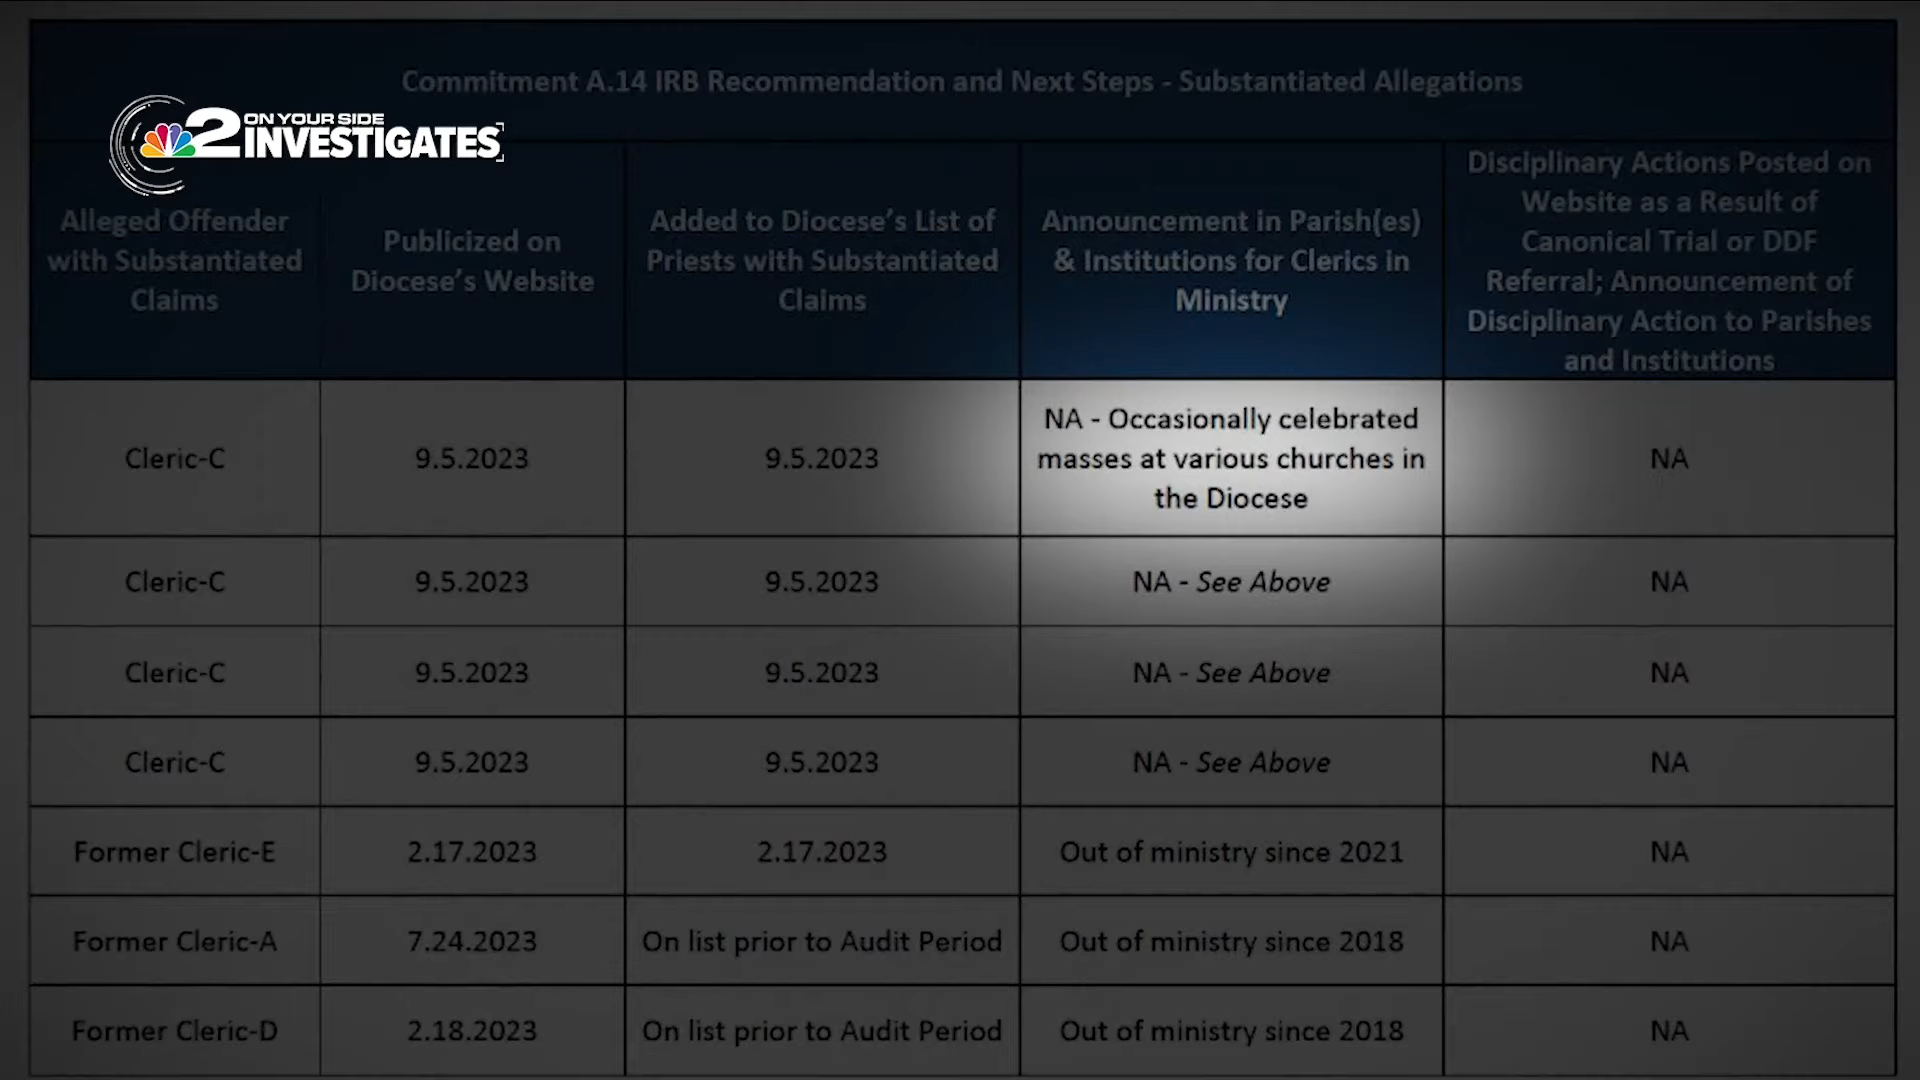 Commitment A.14 IRB Recommendation and Next Steps - Substantiated Allegations
2 ON YOUR SIDE
INVESTIGATES
Alleged Offender
with Substantiated
Claims
Publicized on
Diocese's Website
Added to Diocese's List of
Priests with Substantiated
Claims
Announcement in Parish(es)
& Institutions for Clerics in
Ministry
Disciplinary Actions Posted on
Website as a Result of
Canonical Trial or DDF
Referral; Announcement of
Disciplinary Action to Parishes
and Institutions
Cleric-C
9.5.2023
9.5.2023
NA - Occasionally celebrated
masses at various churches in
the Diocese
NA
Cleric-C
9.5.2023
9.5.2023
NA - See Above
NA
Cleric-C
9.5.2023
9.5.2023
NA - See Above
NA
Cleric-C
9.5.2023
9.5.2023
NA - See Above
NA
Former Cleric-E
2.17.2023
2.17.2023
Out of ministry since 2021
NA
Former Cleric-A
7.24.2023
On list prior to Audit Period
Out of ministry since 2018
NA
Former Cleric-D
2.18.2023
On list prior to Audit Period
Out of ministry since 2018
NA